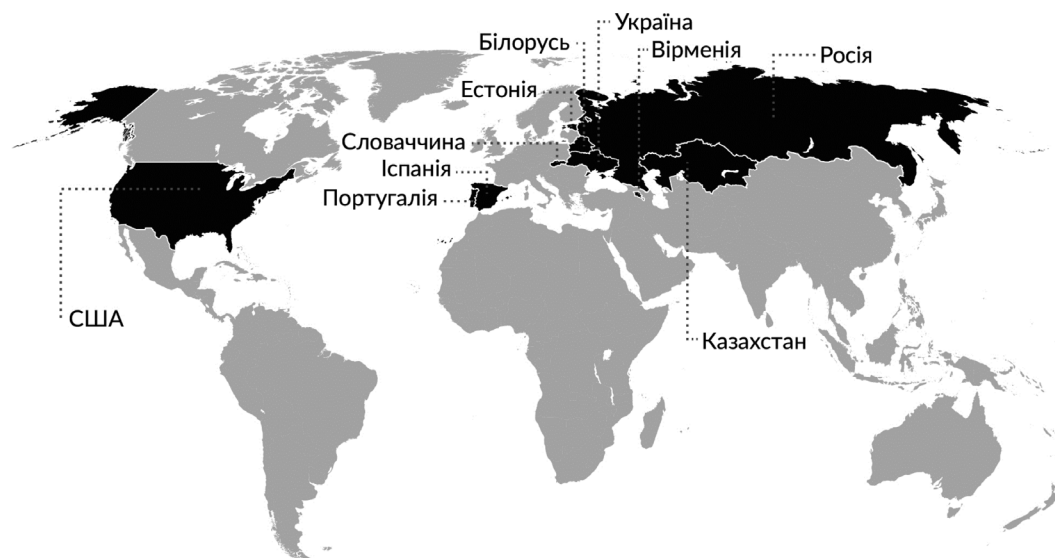 Україна
Білорусь
Вірменія
Росія
Естонія
Словаччина
Іспанія
Португалія
США
Казахстан